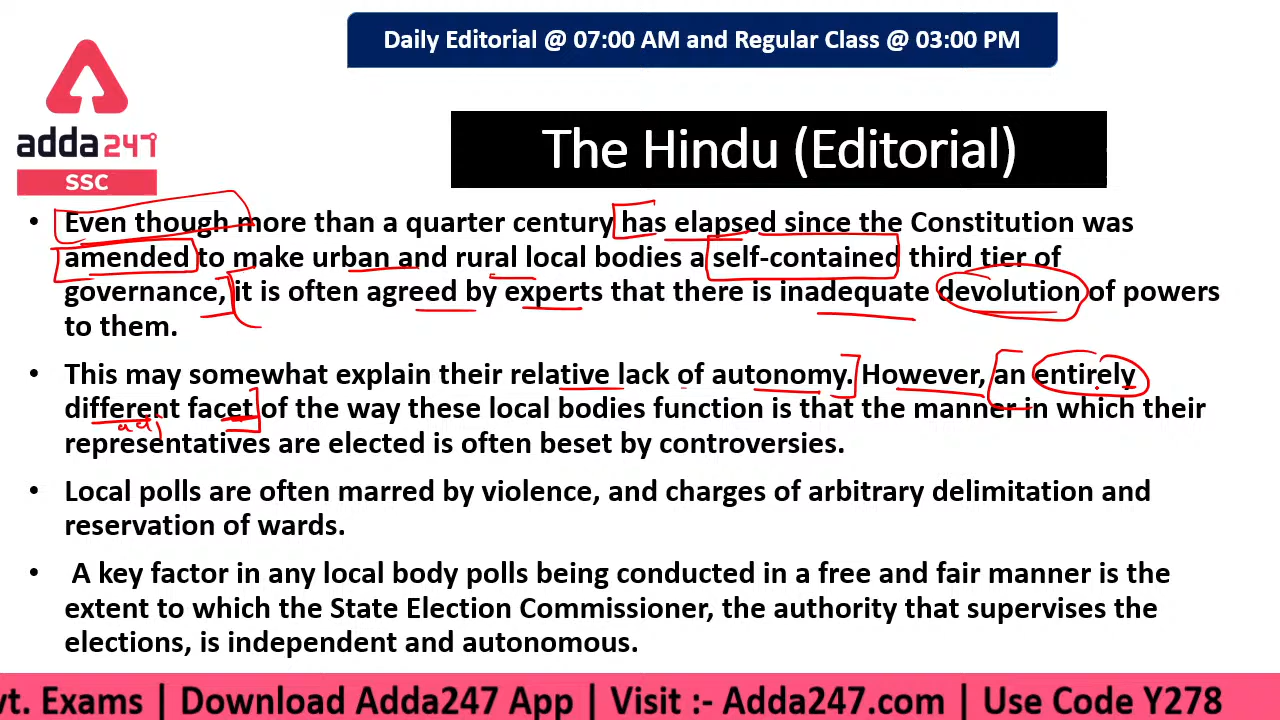 Daily Editorial @ 07:00 AM and Regular Class @ 03:00 PM
adda247
SSC
The Hindu (Editorial)
• Even though more than a quarter century has elapsed since the Constitution was
amended to make urban and rural local bodies a self-contained third tier of
governance, it is often agreed by experts that there is inadequate devolution of powers
to them.
• This may somewhat explain their relative lack of autonomy. However, an entirely
different facet of the way these local bodies function is that the manner in which their
adj
representatives are elected is often beset by controversies.
• Local polls are often marred by violence, and charges of arbitrary delimitation and
reservation of wards.
• A key factor in any local body polls being conducted in a free and fair manner is the
extent to which the State Election Commissioner, the authority that supervises the
elections, is independent and autonomous.
vt. Exams | Download Adda247 App | Visit :- Adda247.com | Use Code Y278